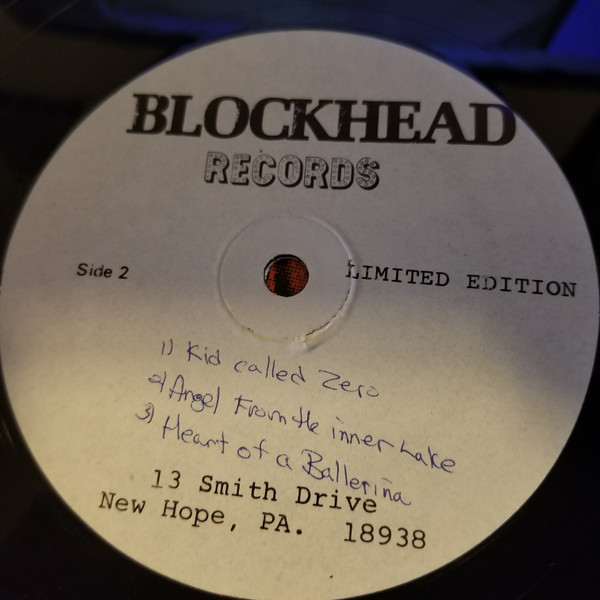 BLOCKHEAD
RECORDS
Side 2
LIMITED EDITION
1) Kid called Zero
2) Angel From the inner Lake
3) Heart of a Ballerina
13 Smith Drive
New Hope, PA. 18938